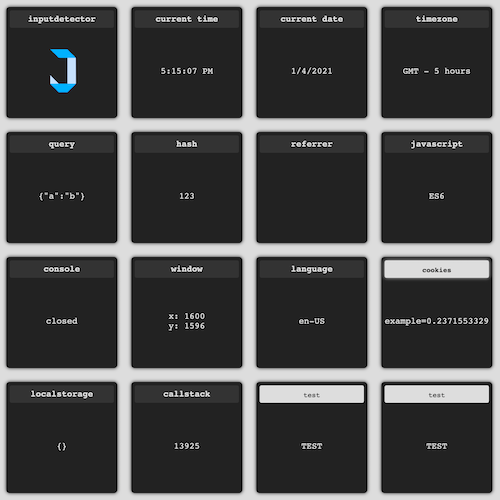 inputdetector
current time
5:15:07 PM
current date
1/4/2021
timezone
GMT - 5 hours
query
{"a":"b"}
hash
123
referrer
javascript
ES6
console
closed
window
x: 1600
y: 1596
language
en-US
cookies
example=0.2371553329
localstorage
{}
callstack
13925
test
TEST
test
TEST